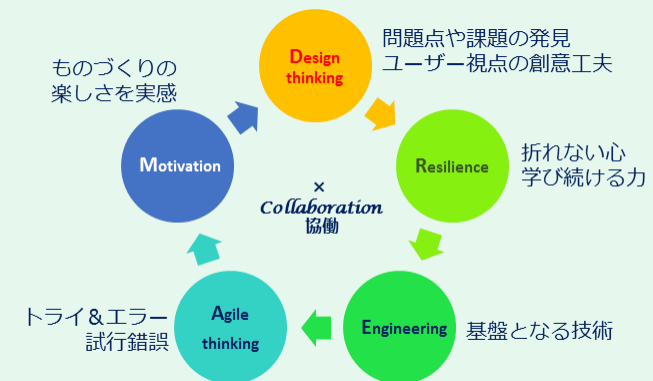 Design
thinking
問題点や課題の発見
ユーザー視点の創意工夫
Resilience
折れない心
学び続ける力
Engineering
基盤となる技術
Agile
thinking
トライ＆エラー
試行錯誤
Motivation
ものづくりの
楽しさを実感
×
Collaboration
協働